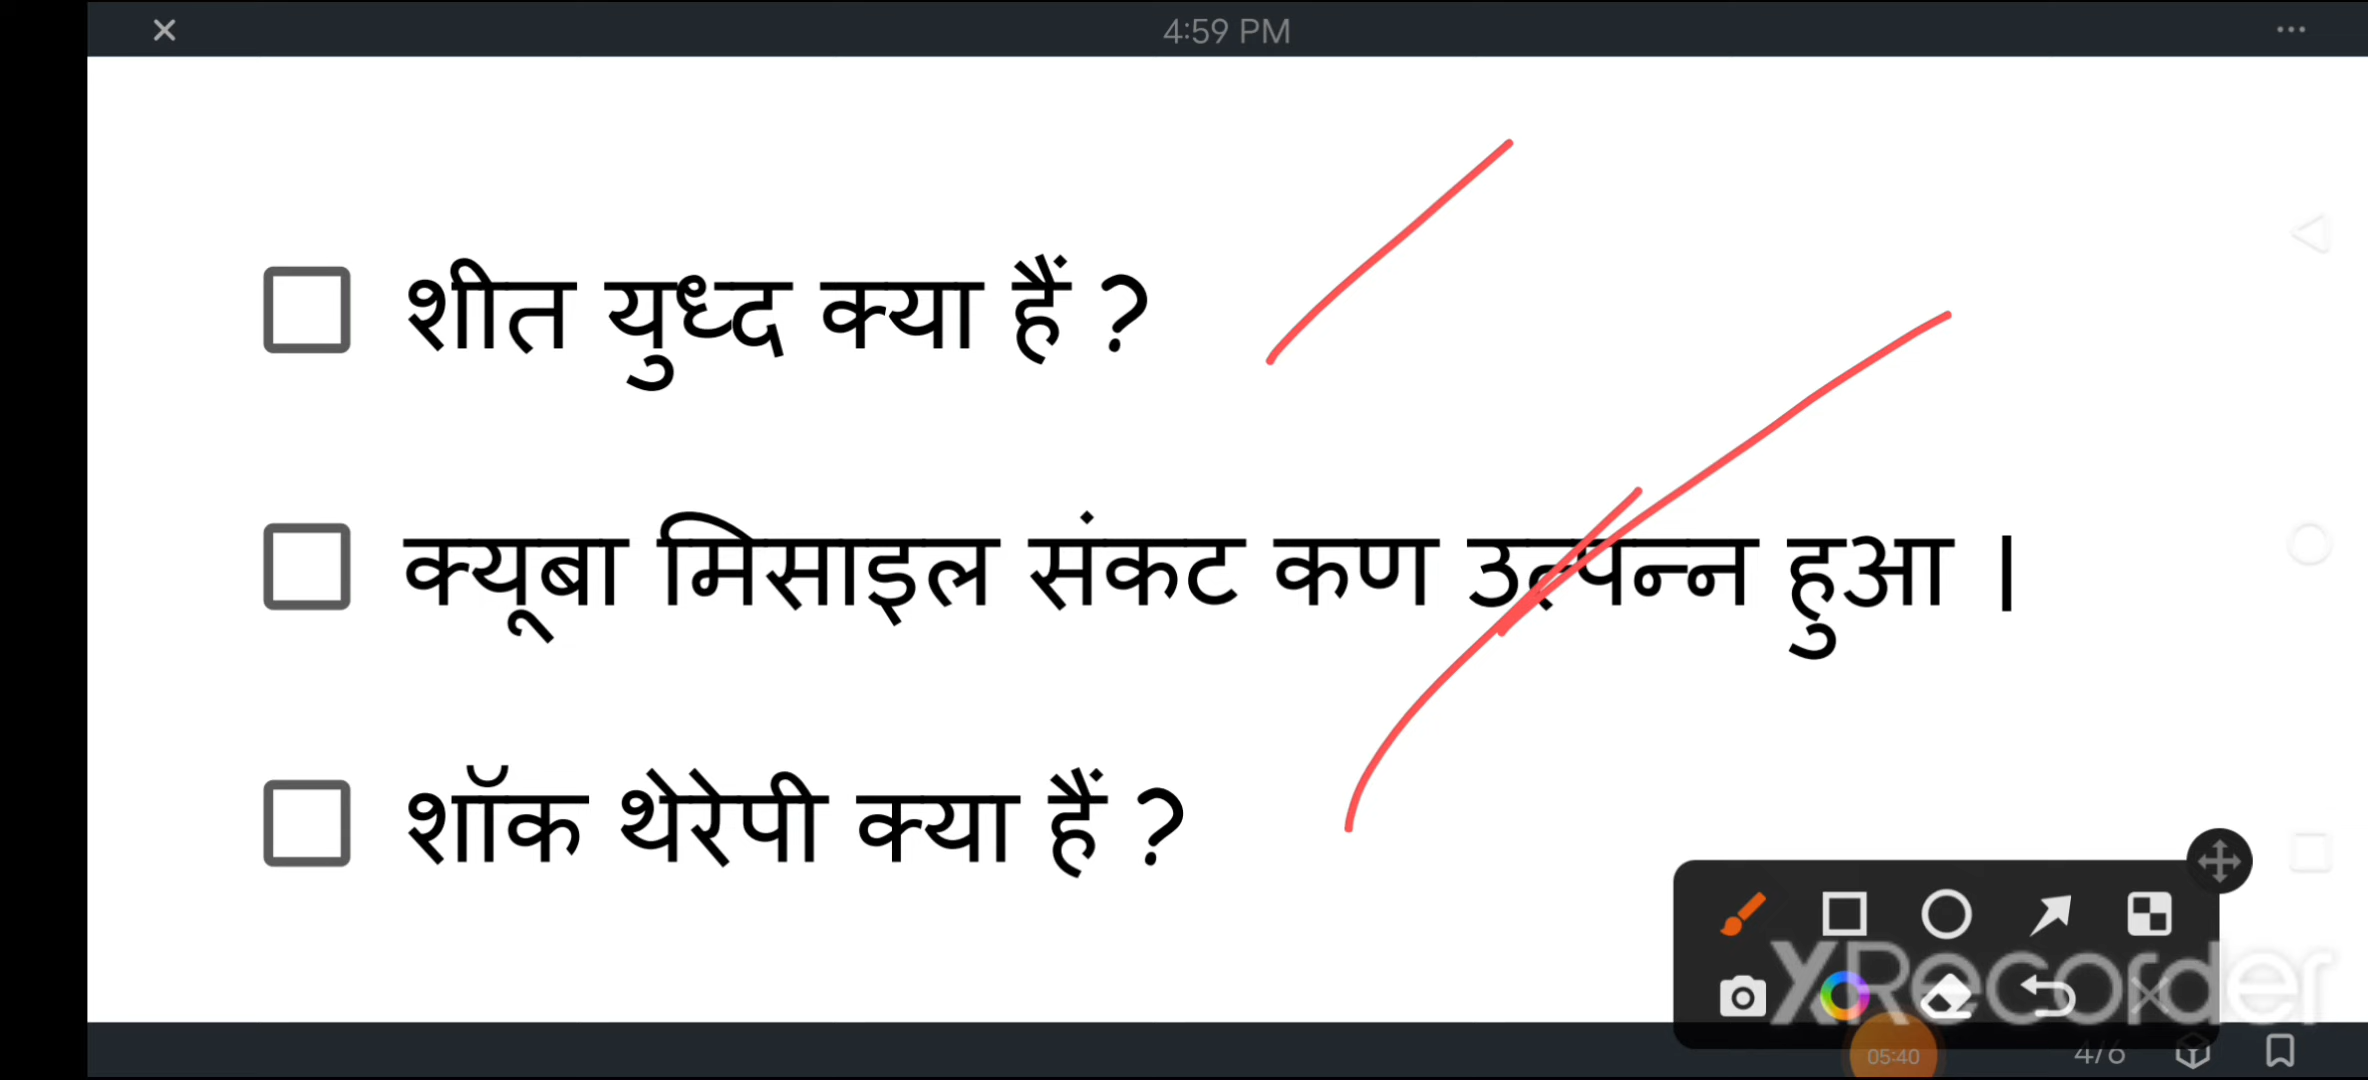 4:59 PM
शीत युध्द क्या हैं ?
क्यूबा मिसाइल संकट कण उत्पन्न हुआ ।
शॉक थेरेपी क्या हैं ?
XRecorder
05:40
4/6